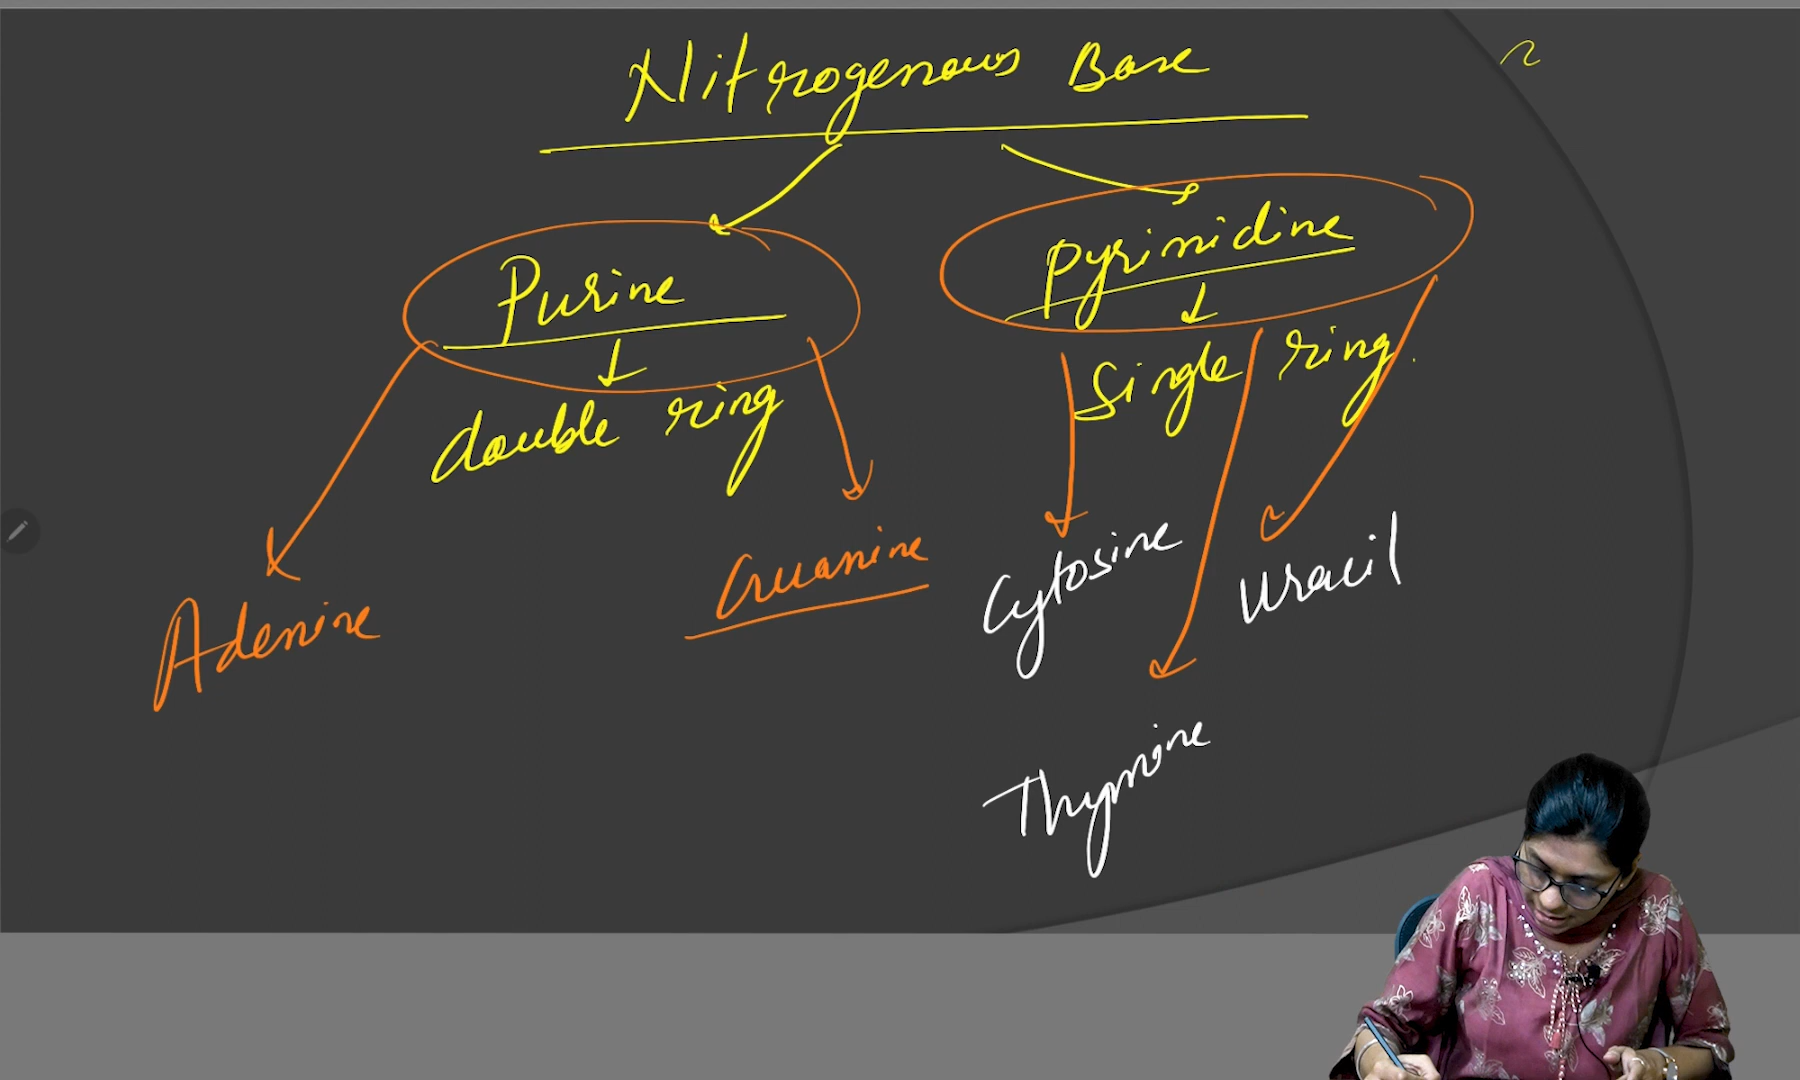 Nitrogenous Base
Purine
Pyrimidine
double ring
Single ring.
Adenine
Guanine
Cytosine
Uracil
Thymine